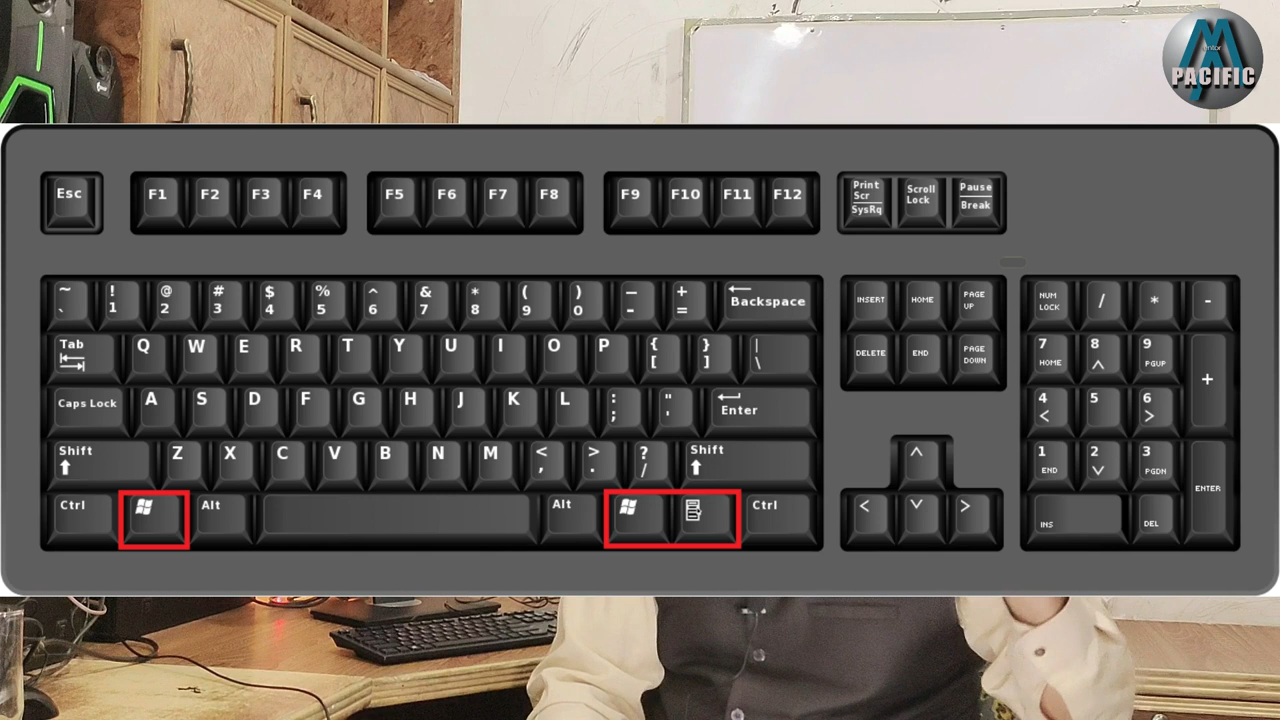 M
entor
PACIFIC
Esc F1 F2 F3 F4 F5 F6 F7 F8 F9 F10 F11 F12 Print Scr SysRq Scroll Lock Pause Break
~ ` ! 1 @ 2 # 3 $ 4 % 5 ^ 6 & 7 * 8 ( 9 ) 0 _ - + = ← Backspace INSERT HOME PAGE UP NUM LOCK / * -
Tab Q W E R T Y U I O P { [ } ] | \ DELETE END PAGE DOWN 7 HOME 8 ^ 9 PGUP +
Caps Lock A S D F G H J K L : ; " ' Enter 4 < 5 6 >
Shift Z X C V B N M < , > . ? / Shift ^ 1 END 2 v 3 PGDN ENTER
Ctrl Alt Alt Ctrl < v > INS DEL